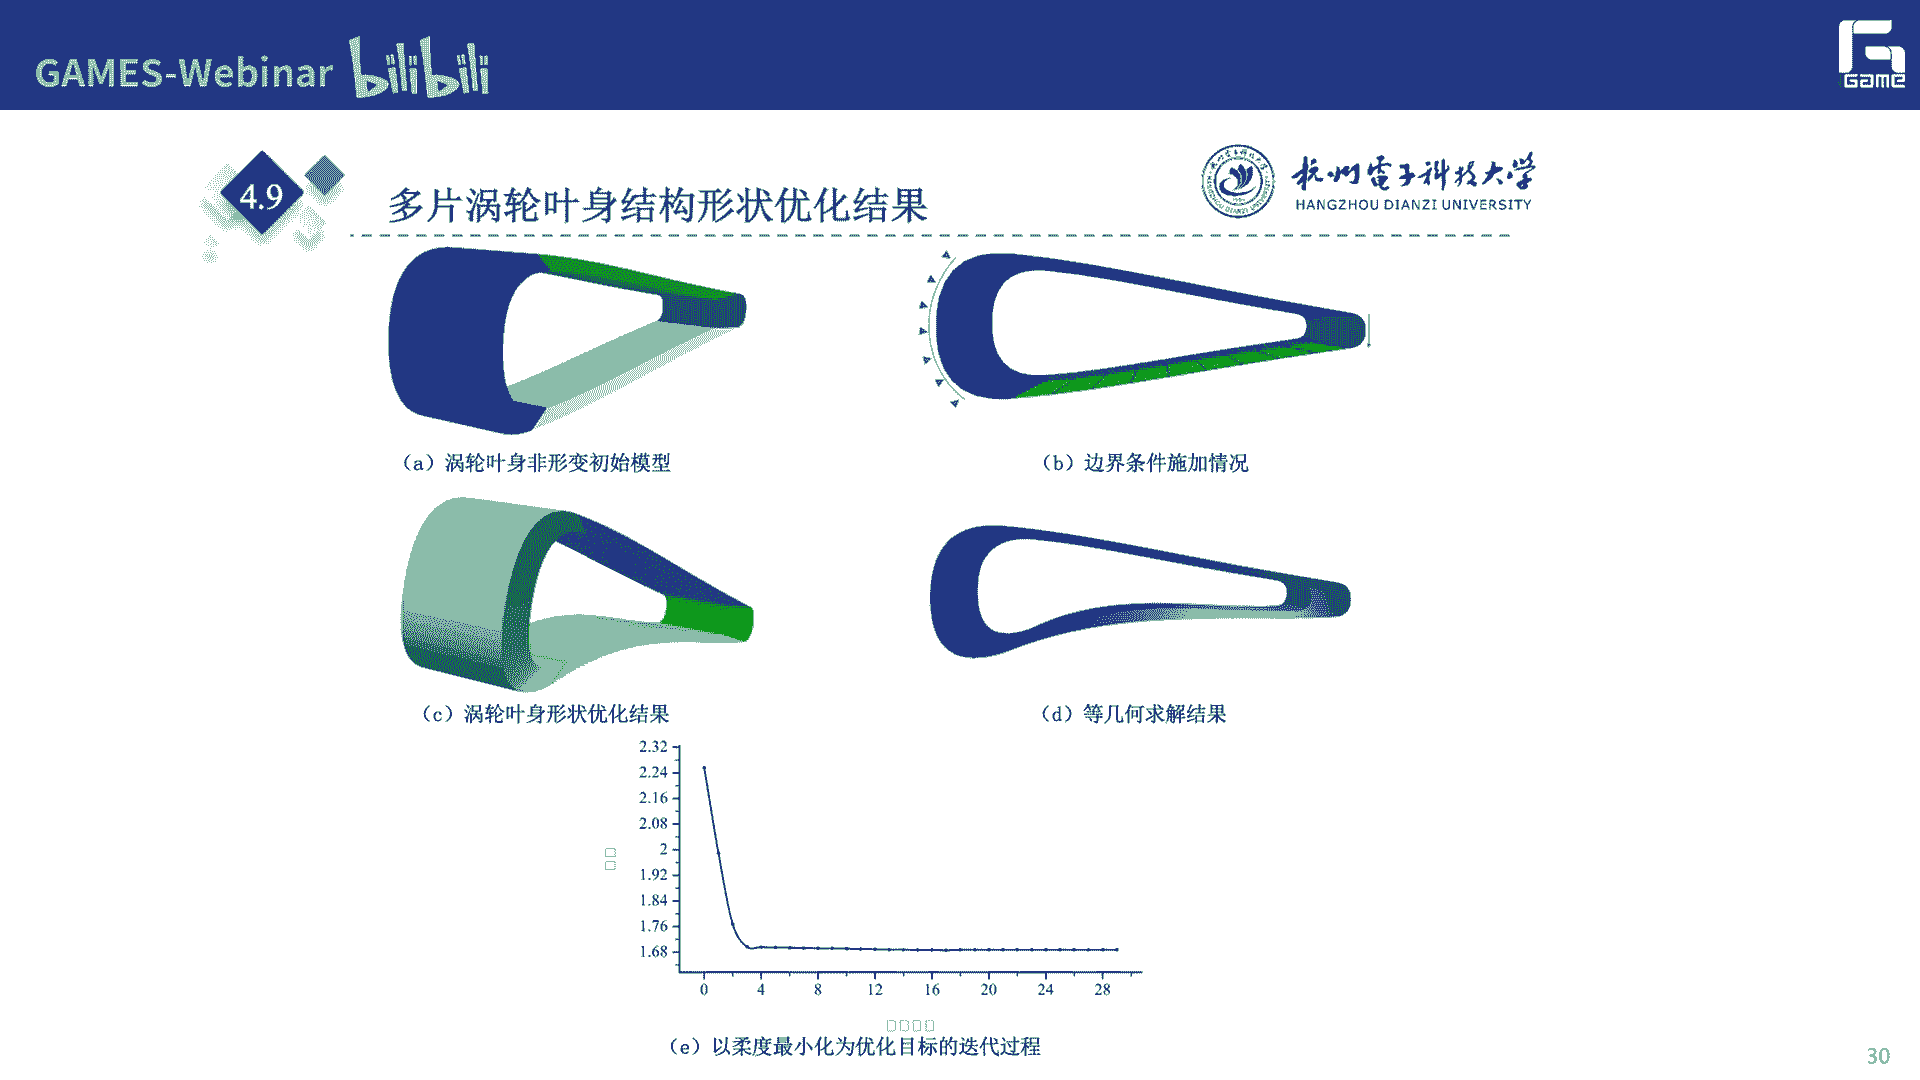 GAMES-Webinar bilibili
GAME
4.9
多片涡轮叶身结构形状优化结果
杭州电子科技大学
HANGZHOU DIANZI UNIVERSITY
(a) 涡轮叶身非形变初始模型
(b) 边界条件施加情况
(c) 涡轮叶身形状优化结果
(d) 等几何求解结果
2.32
2.24
2.16
2.08
2
1.92
1.84
1.76
1.68
0 4 8 12 16 20 24 28
(e) 以柔度最小化为优化目标的迭代过程
30